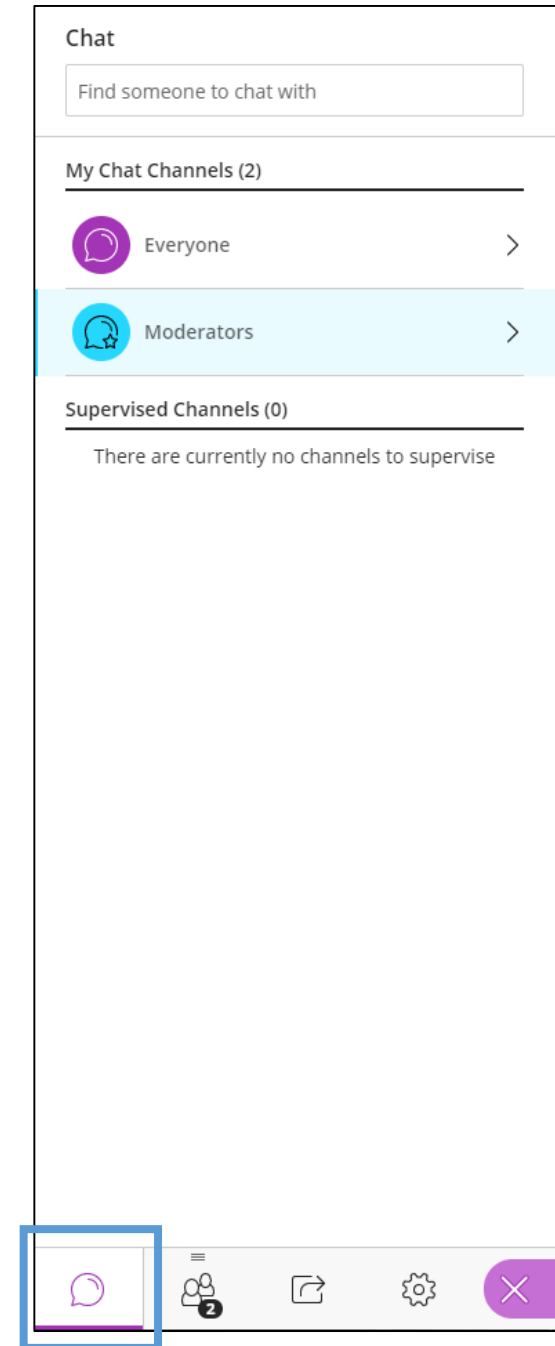 Chat
Find someone to chat with
My Chat Channels (2)
Everyone
Moderators
Supervised Channels (0)
There are currently no channels to supervise
2